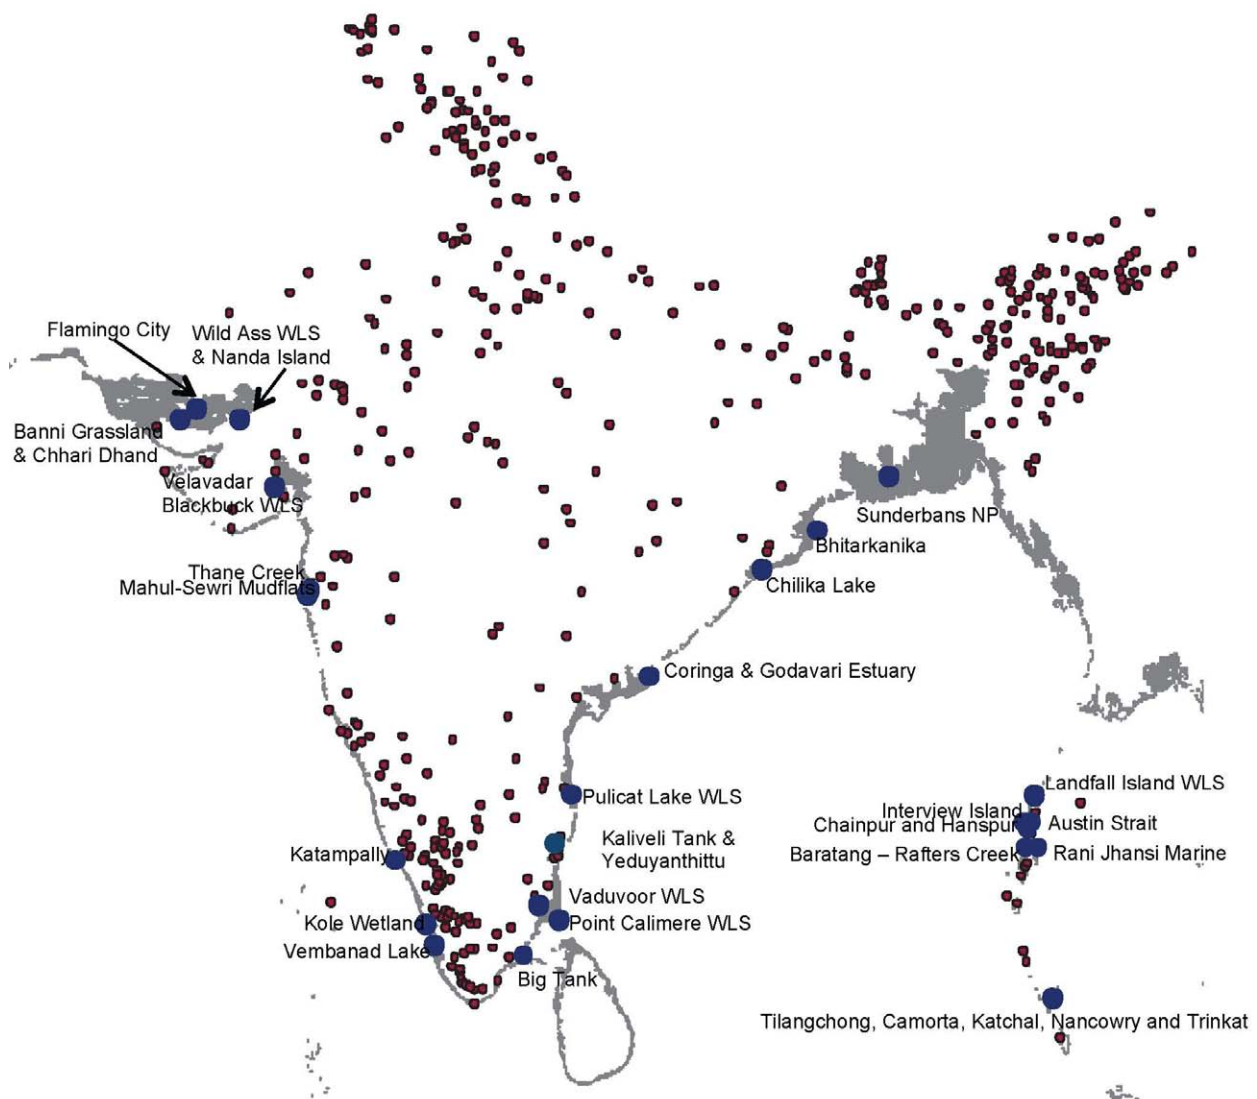 Flamingo City
Wild Ass WLS
& Nanda Island
Banni Grassland
& Chhari Dhand
Velavadar
Blackbuck WLS
Sunderbans NP
Bhitarkanika
Thane Creek
Mahul-Sewri Mudflats
Chilika Lake
Coringa & Godavari Estuary
Pulicat Lake WLS
Landfall Island WLS
Interview Island
Chainpur and Hanspuri
Austin Strait
Kaliveli Tank &
Yeduyanthittu
Katampally
Baratang – Rafters Creek
Rani Jhansi Marine
Vaduvoor WLS
Kole Wetland
Point Calimere WLS
Vembanad Lake
Big Tank
Tilangchong, Camorta, Katchal, Nancowry and Trinkat